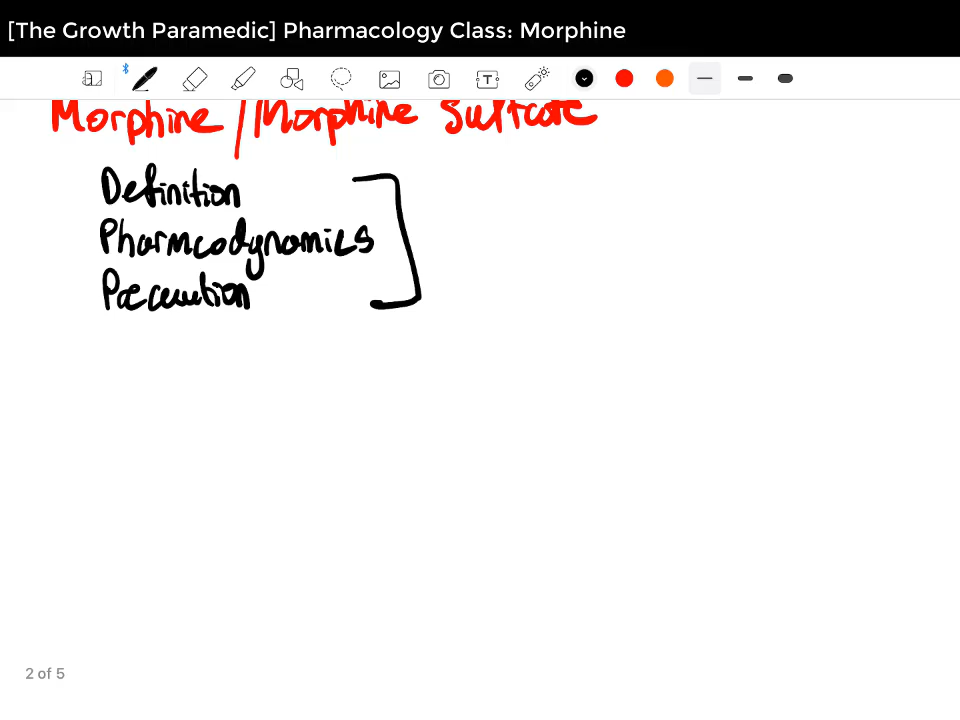 [The Growth Paramedic] Pharmacology Class: Morphine
Morphine / Morphine Sulfate
Definition
Pharmcodynamics
Precaution
2 of 5